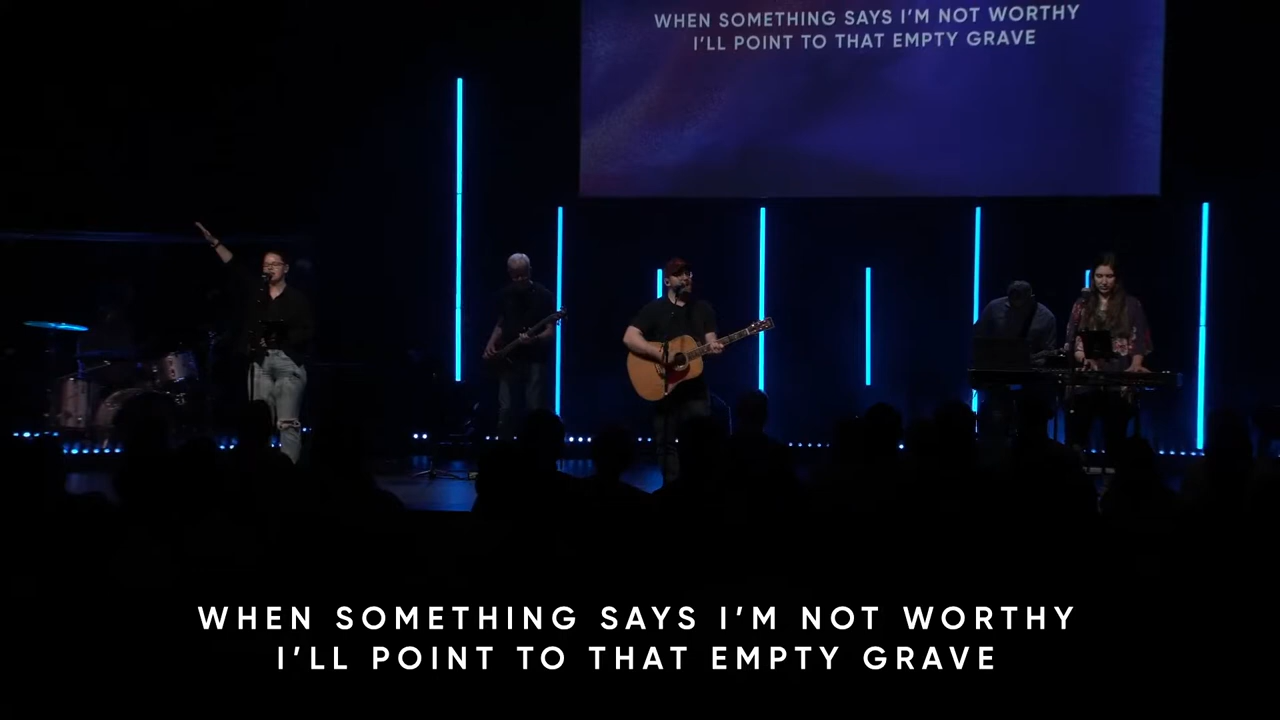 WHEN SOMETHING SAYS I'M NOT WORTHY
I'LL POINT TO THAT EMPTY GRAVE
WHEN SOMETHING SAYS I'M NOT WORTHY
I'LL POINT TO THAT EMPTY GRAVE